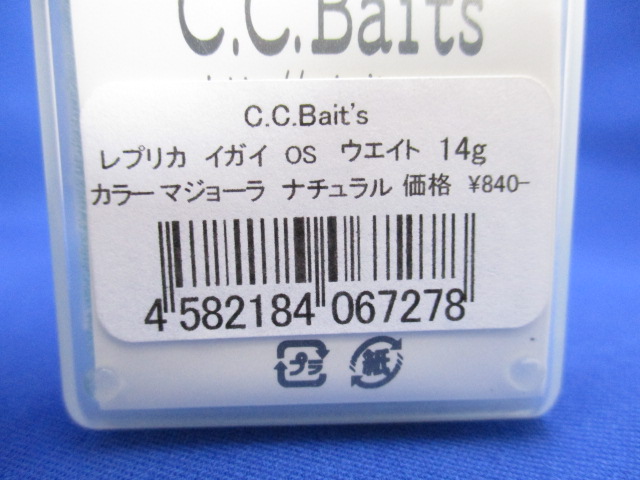 C.C.Baits
C.C.Bait's
レプリカ イガイ OS ウエイト 14g
カラー マジョーラ ナチュラル 価格 ¥840-
4 582184 067278
プラ 紙